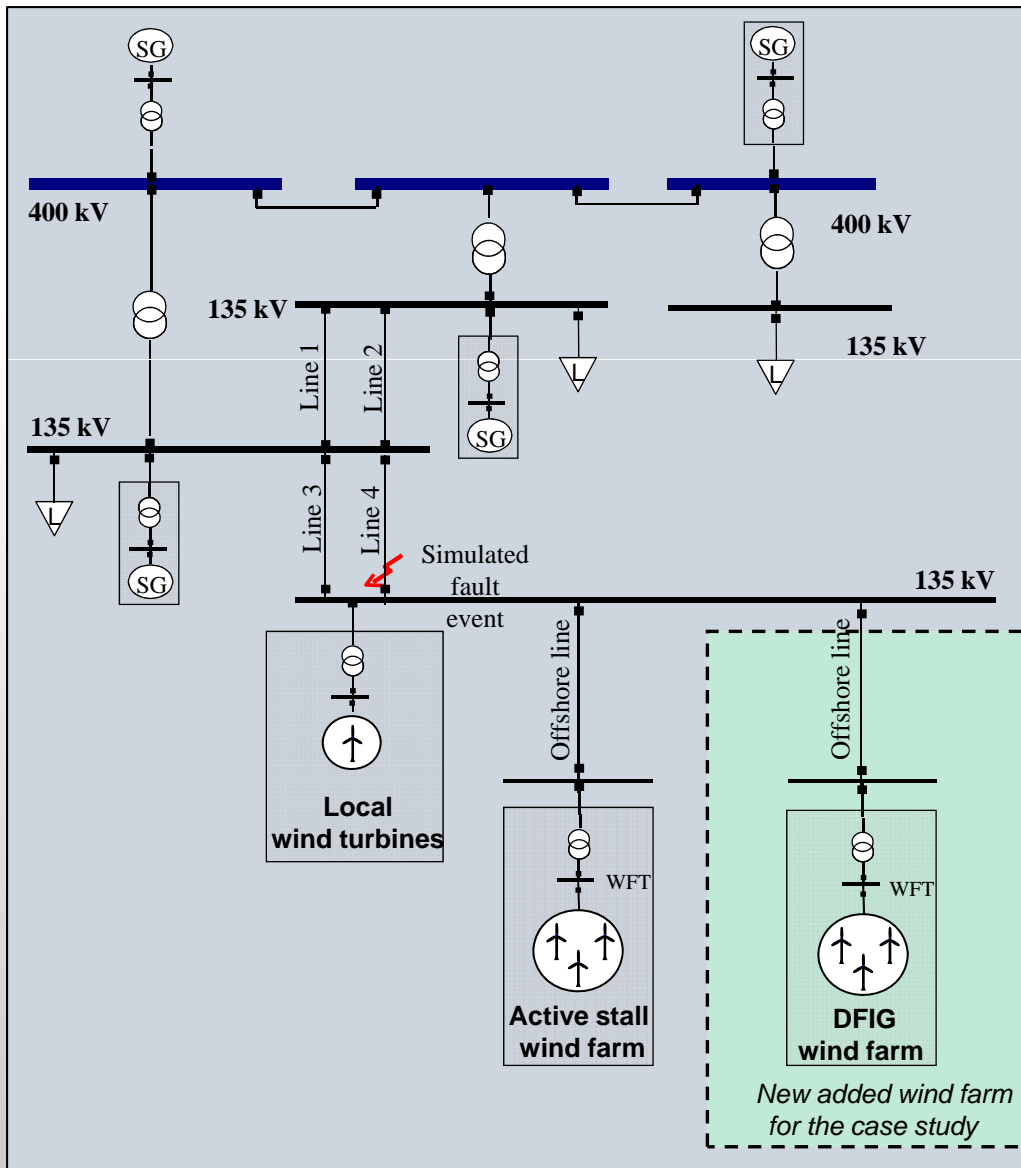 SG
SG
400 kV
400 kV
135 kV
135 kV
Line 1
Line 2
L
L
135 kV
SG
L
Line 3
Line 4
SG
Simulated
fault
event
135 kV
Offshore line
Offshore line
Local
wind turbines
WFT
WFT
Active stall
wind farm
DFIG
wind farm
New added wind farm
for the case study